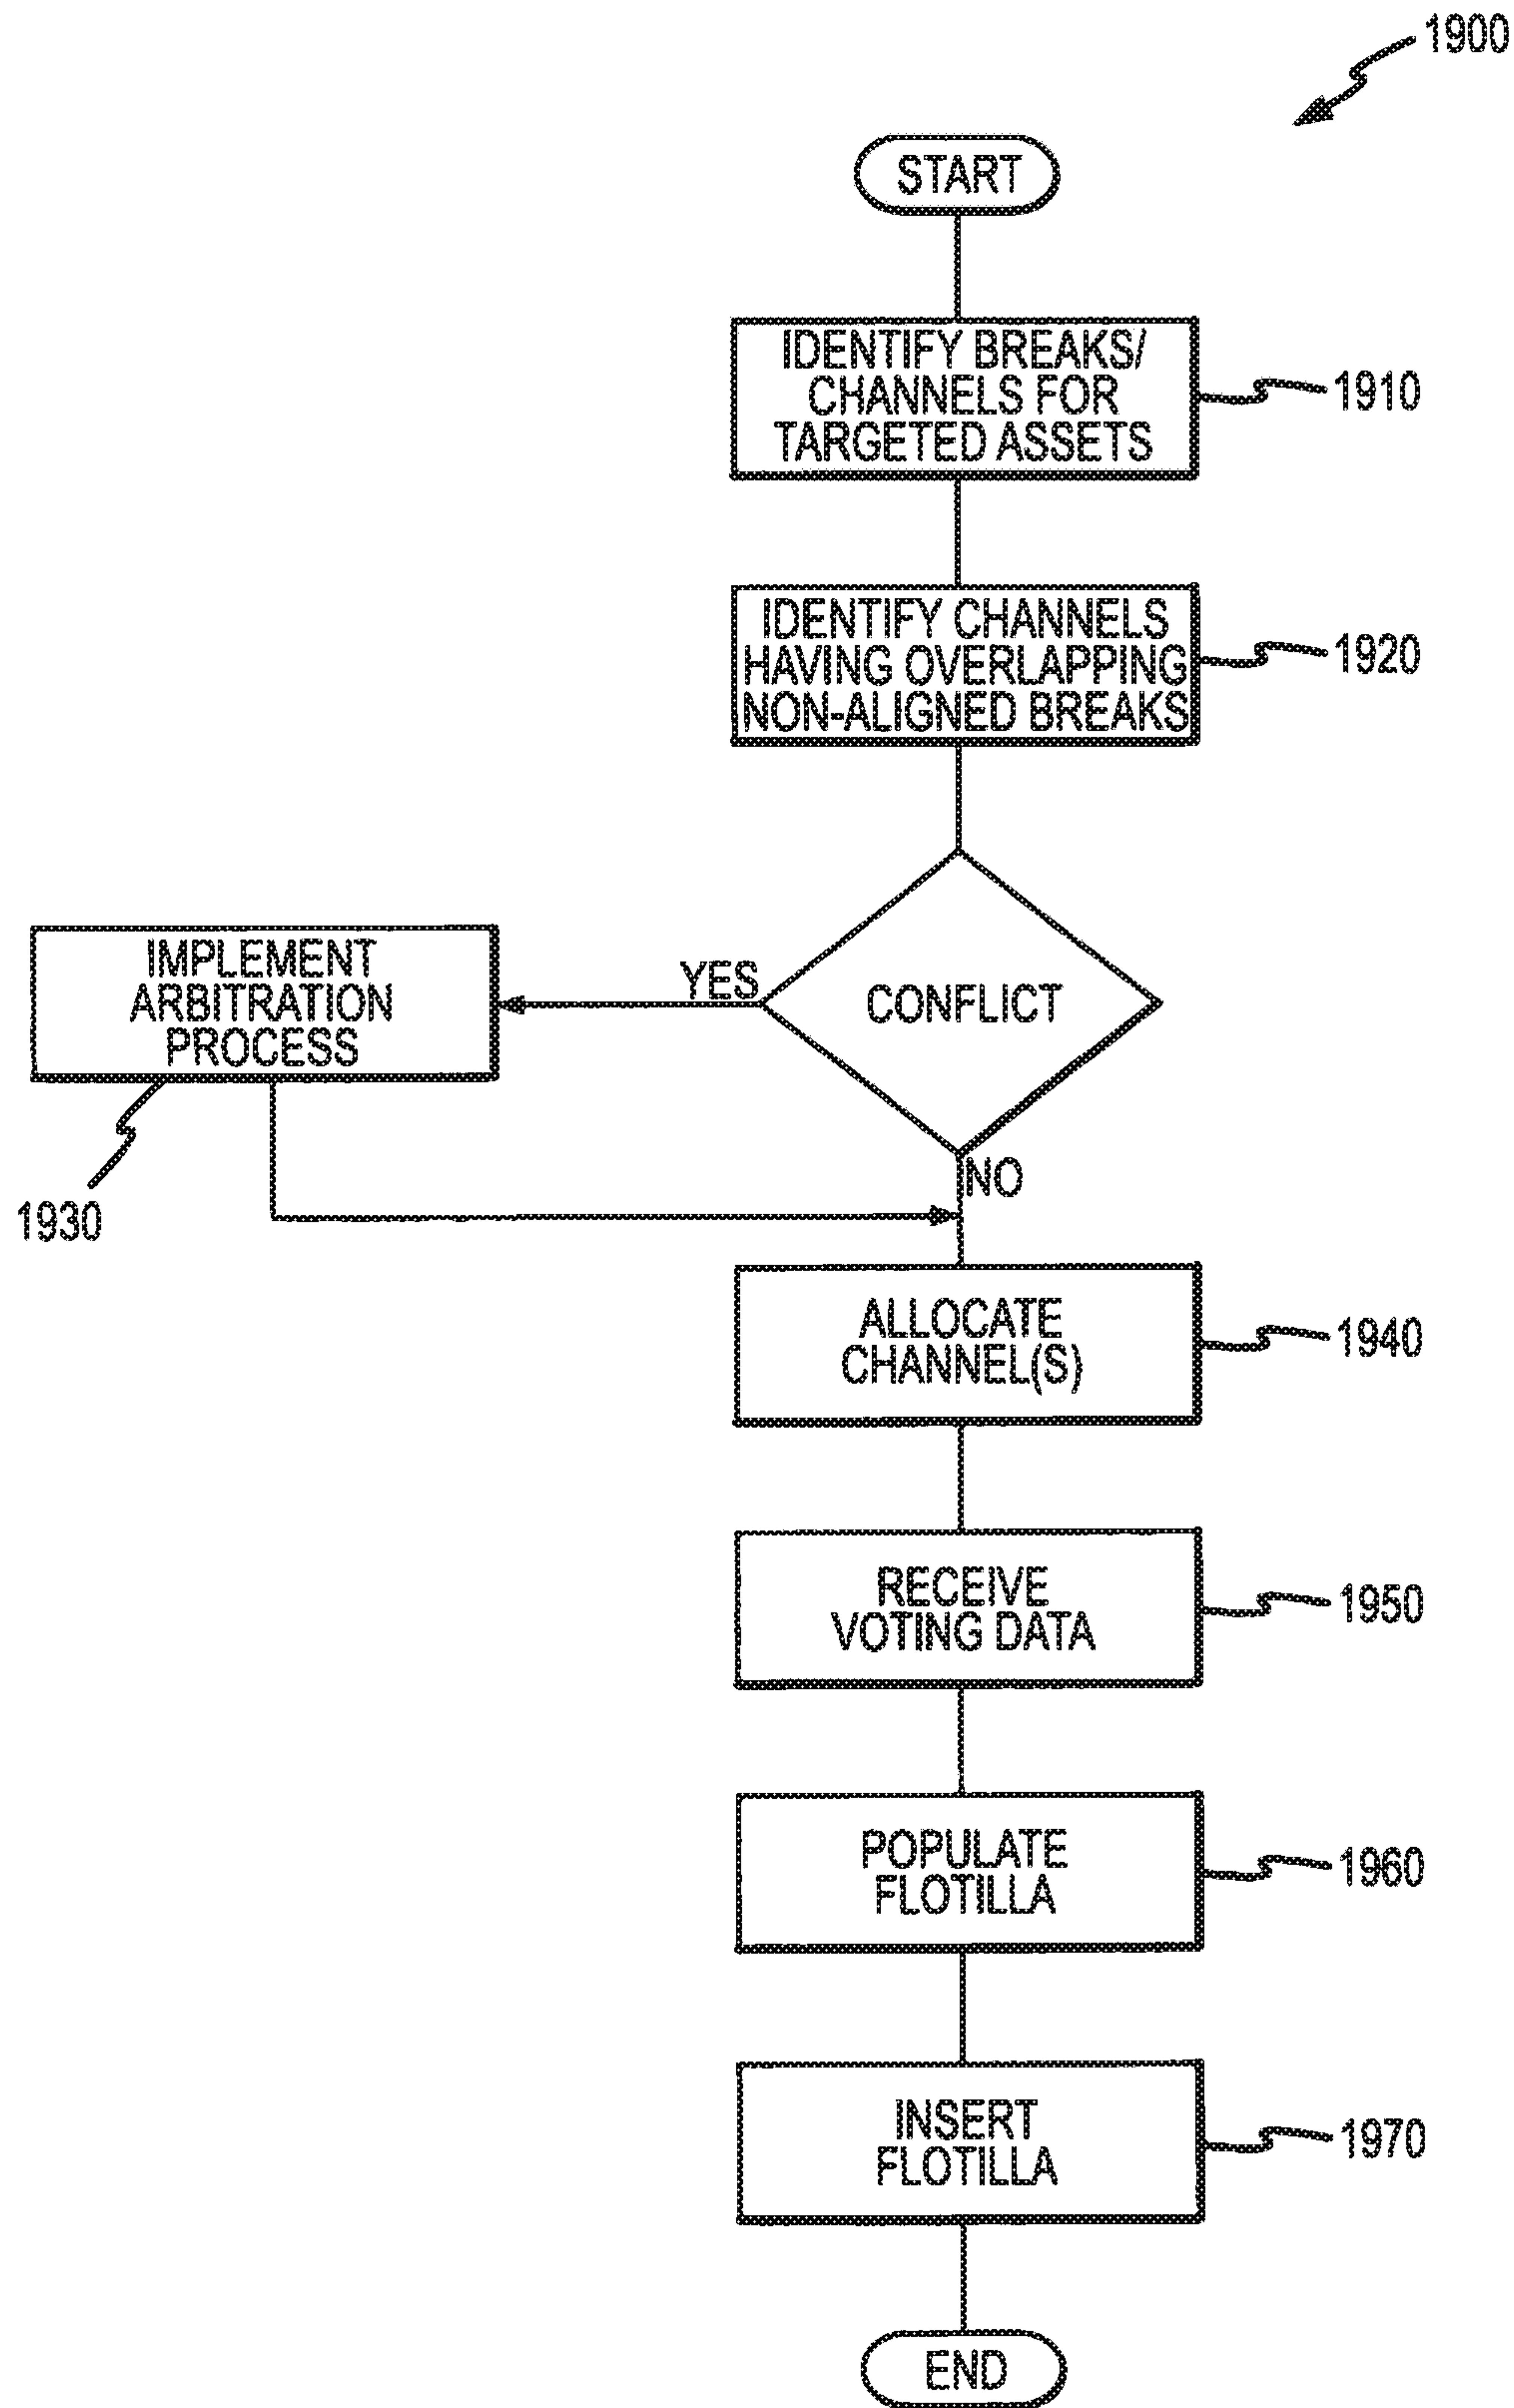 1900
START
IDENTIFY BREAKS/
CHANNELS FOR
TARGETED ASSETS
1910
IDENTIFY CHANNELS
HAVING OVERLAPPING
NON-ALIGNED BREAKS
1920
CONFLICT
YES
IMPLEMENT
ARBITRATION
PROCESS
1930
NO
ALLOCATE
CHANNEL(S)
1940
RECEIVE
VOTING DATA
1950
POPULATE
FLOTILLA
1960
INSERT
FLOTILLA
1970
END